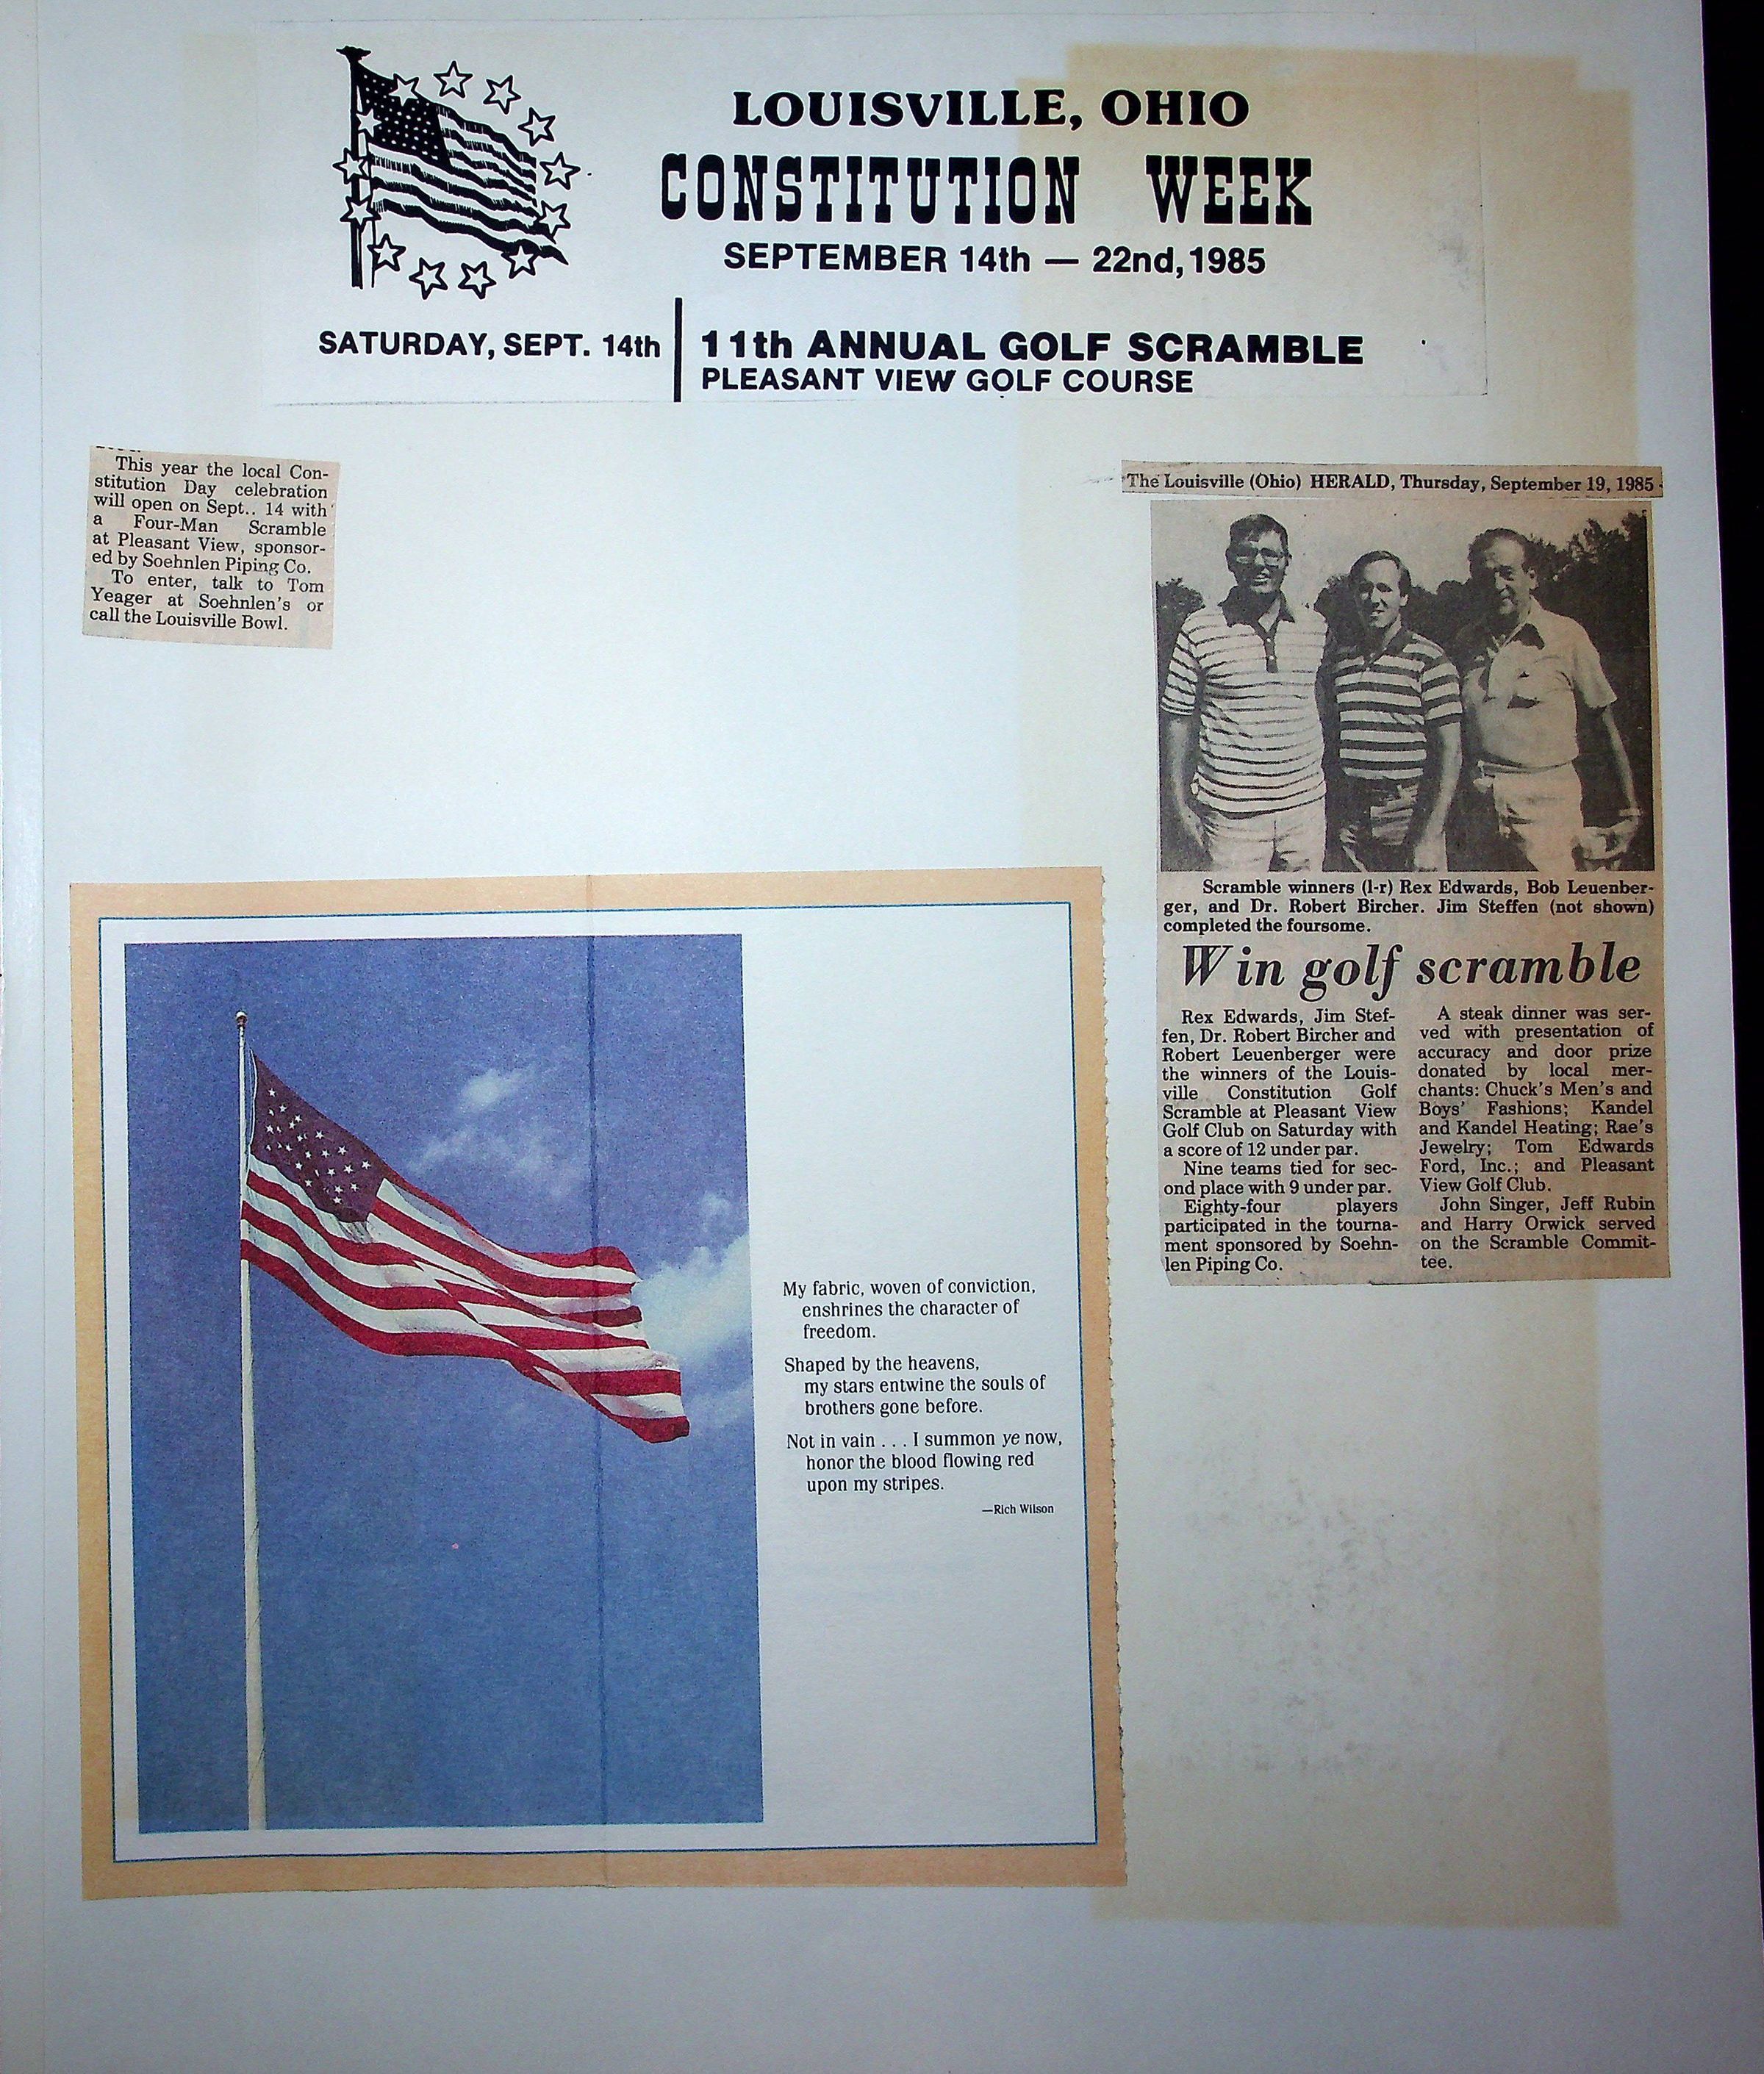 LOUISVILLE, OHIO
CONSTITUTION WEEK
SEPTEMBER 14th — 22nd, 1985
SATURDAY, SEPT. 14th
11th ANNUAL GOLF SCRAMBLE
PLEASANT VIEW GOLF COURSE
This year the local Con-
stitution Day celebration
will open on Sept.. 14 with
a Four-Man Scramble
at Pleasant View, sponsor-
ed by Soehnlen Piping Co.
To enter, talk to Tom
Yeager at Soehnlen's or
call the Louisville Bowl.
The Louisville (Ohio) HERALD, Thursday, September 19, 1985
Scramble winners (l-r) Rex Edwards, Bob Leuenber-
ger, and Dr. Robert Bircher. Jim Steffen (not shown)
completed the foursome.
Win golf scramble
Rex Edwards, Jim Stef-
fen, Dr. Robert Bircher and
Robert Leuenberger were
the winners of the Louis-
ville Constitution Golf
Scramble at Pleasant View
Golf Club on Saturday with
a score of 12 under par.
Nine teams tied for sec-
ond place with 9 under par.
Eighty-four players
participated in the tourna-
ment sponsored by Soehn-
len Piping Co.
A steak dinner was ser-
ved with presentation of
accuracy and door prize
donated by local mer-
chants: Chuck's Men's and
Boys' Fashions; Kandel
and Kandel Heating; Rae's
Jewelry; Tom Edwards
Ford, Inc.; and Pleasant
View Golf Club.
John Singer, Jeff Rubin
and Harry Orwick served
on the Scramble Commit-
tee.
My fabric, woven of conviction,
enshrines the character of
freedom.
Shaped by the heavens,
my stars entwine the souls of
brothers gone before.
Not in vain . . . I summon ye now,
honor the blood flowing red
upon my stripes.
—Rich Wilson